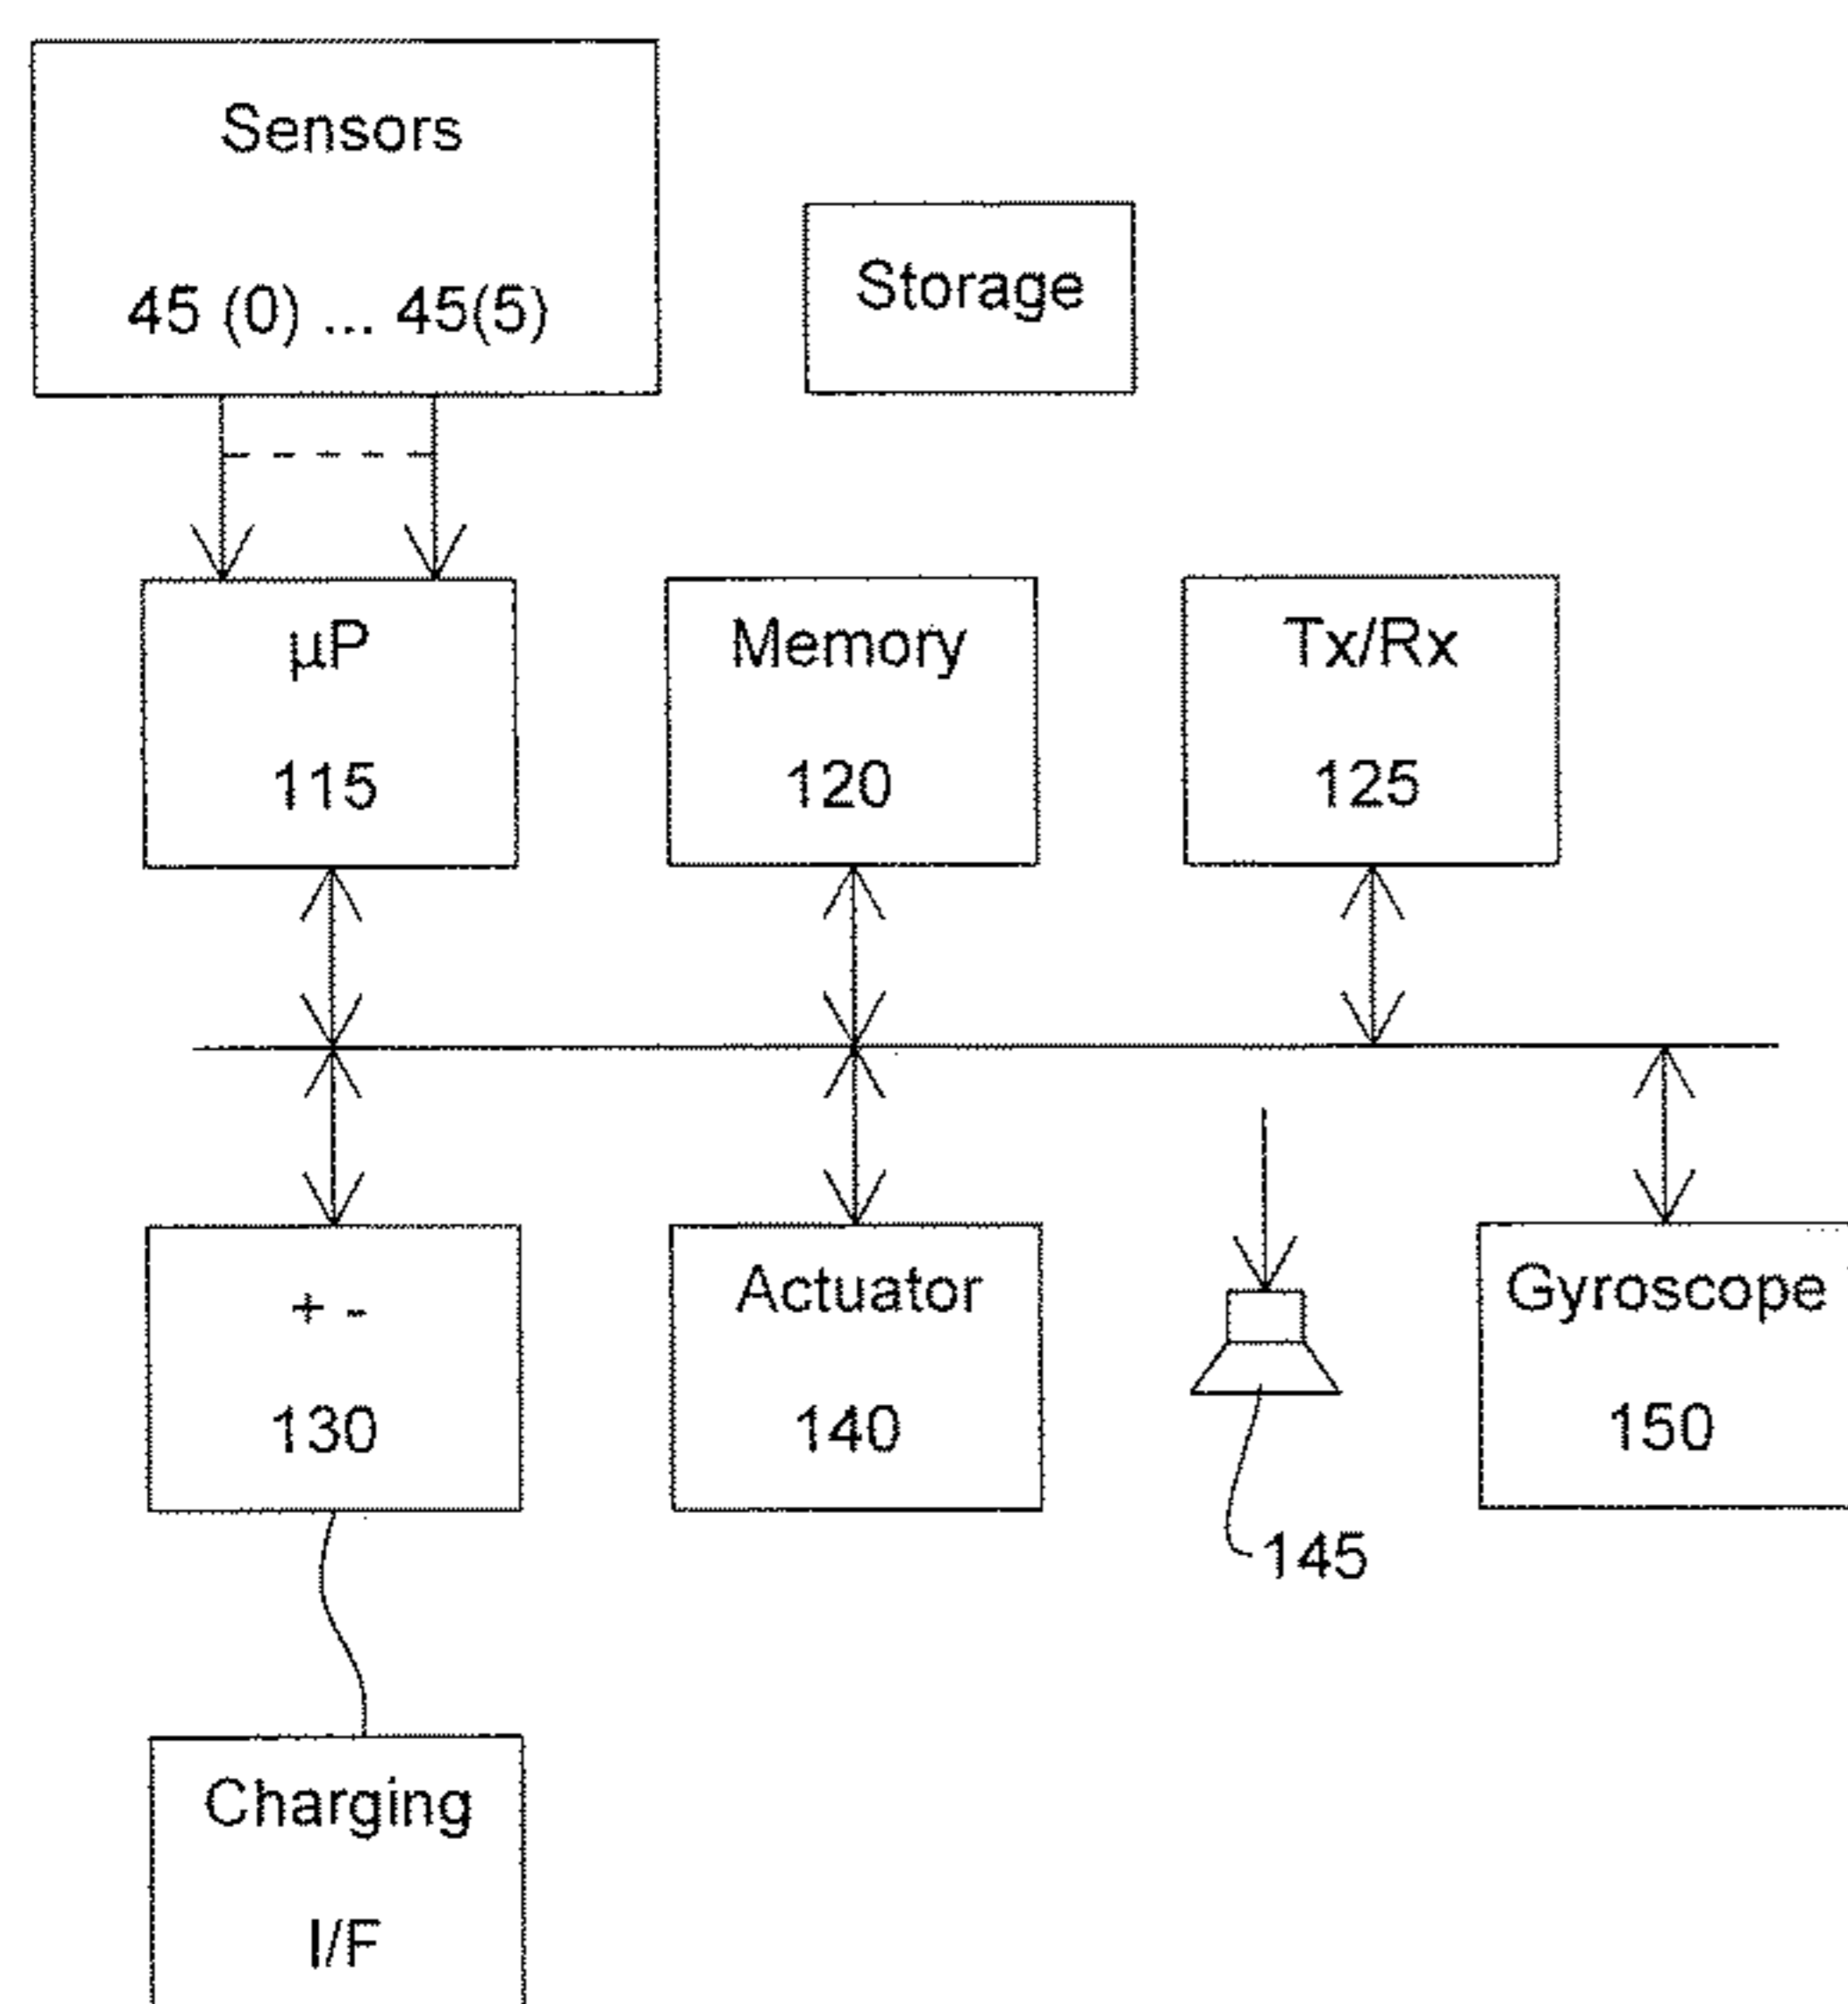 Sensors
45 (0) ... 45(5)
Storage
µP
115
Memory
120
Tx/Rx
125
+ -
130
Actuator
140
145
Gyroscope
150
Charging
I/F